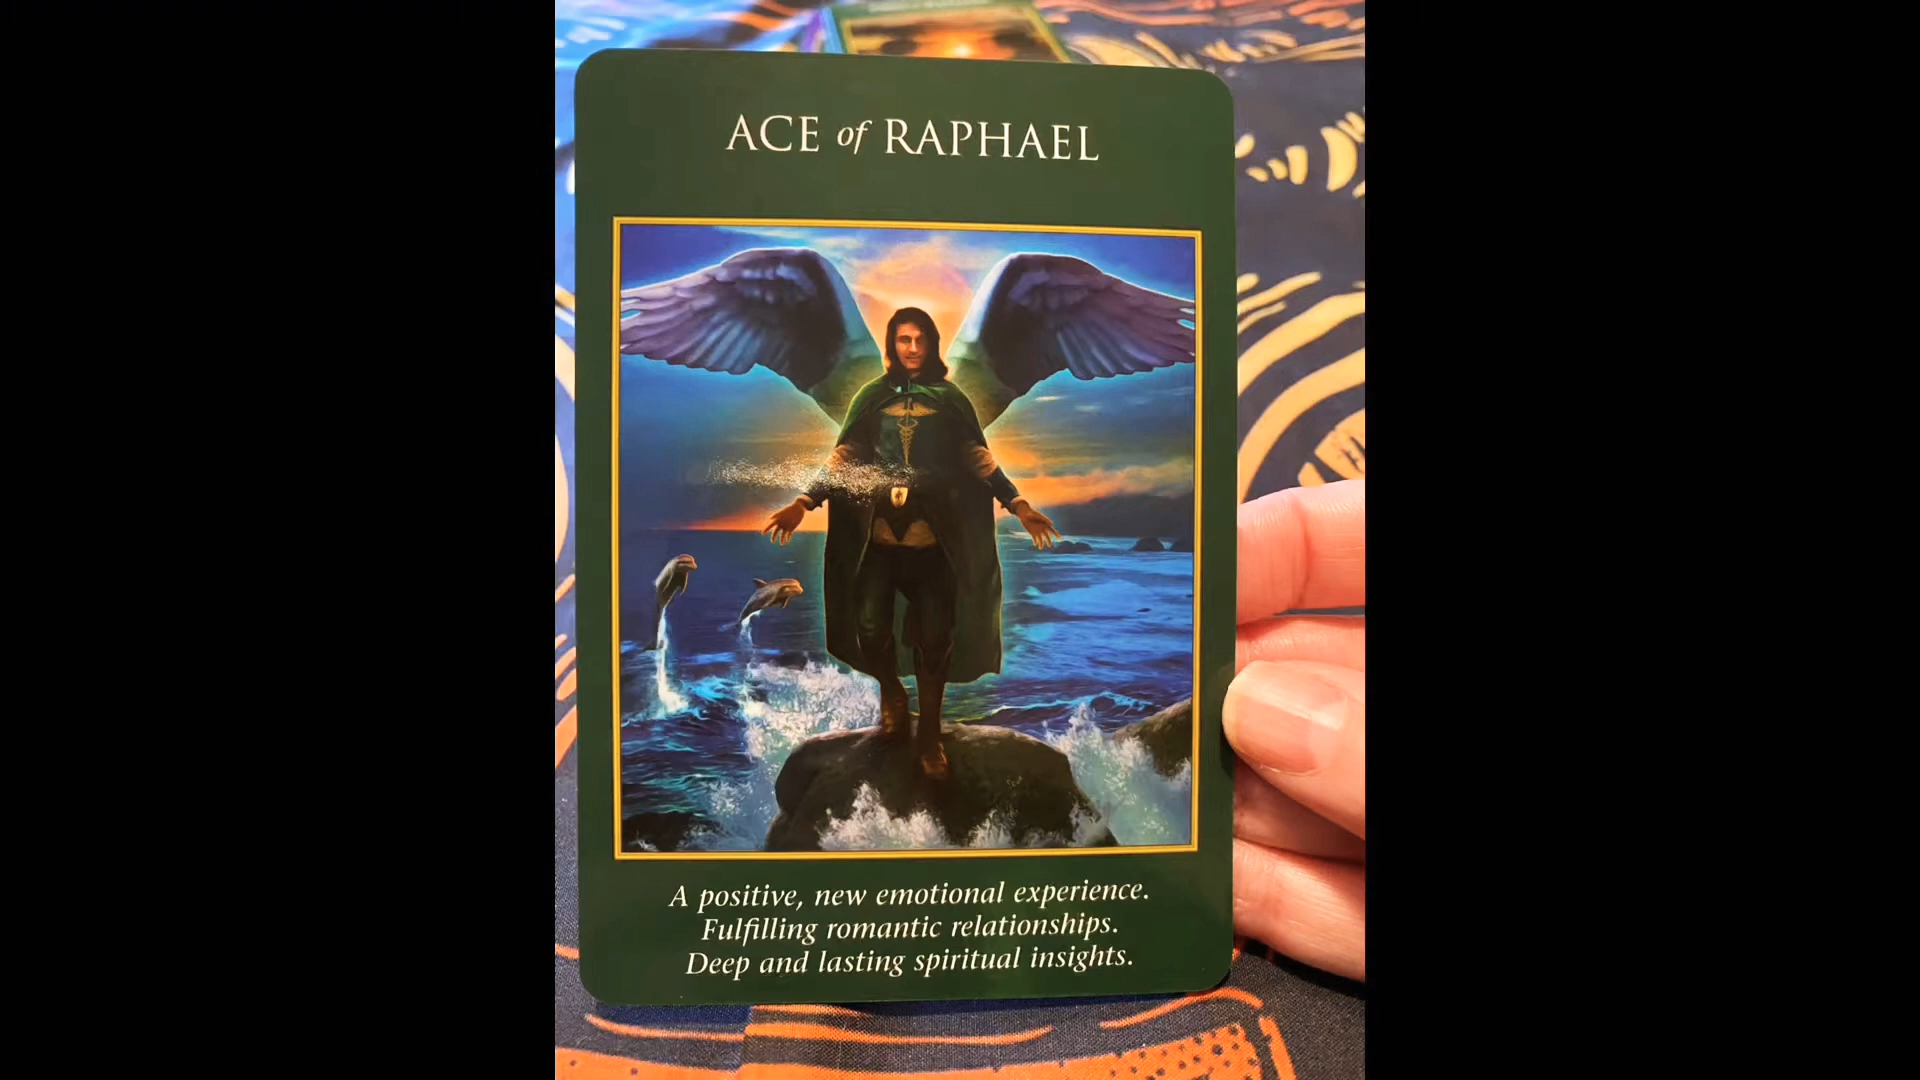 ACE of RAPHAEL
A positive, new emotional experience.
Fulfilling romantic relationships.
Deep and lasting spiritual insights.